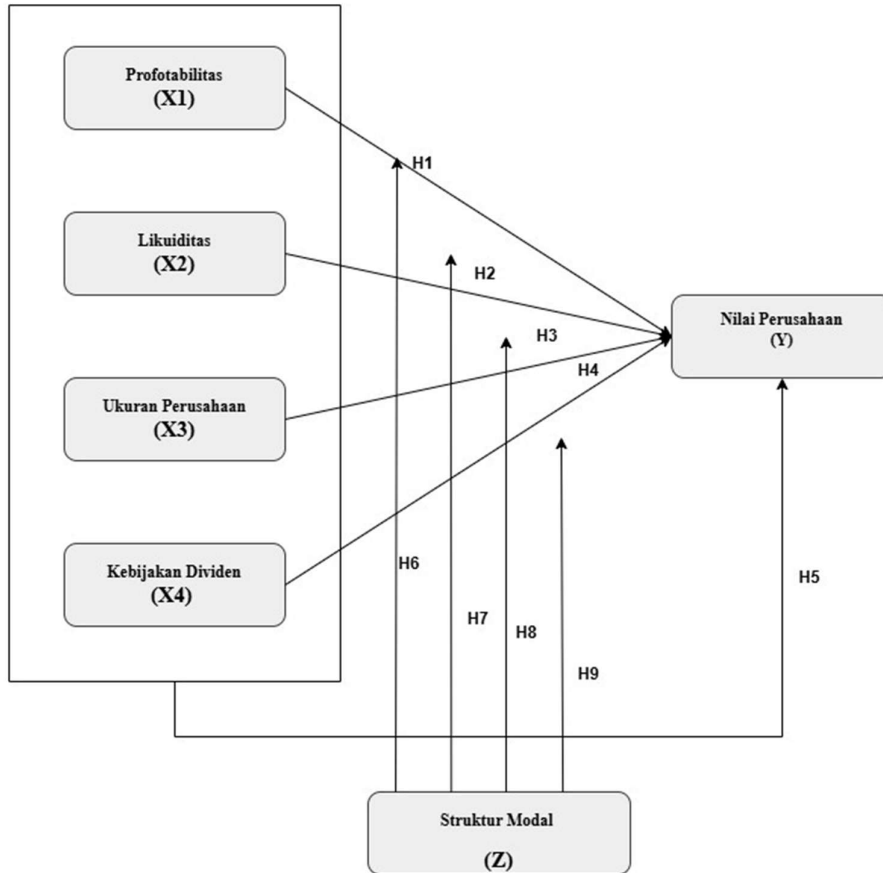 Profotabilitas
(X1)
H1
Likuiditas
(X2)
H2
Nilai Perusahaan
(Y)
H3
H4
Ukuran Perusahaan
(X3)
Kebijakan Dividen
(X4)
H6
H5
H7
H8
H9
Struktur Modal
(Z)